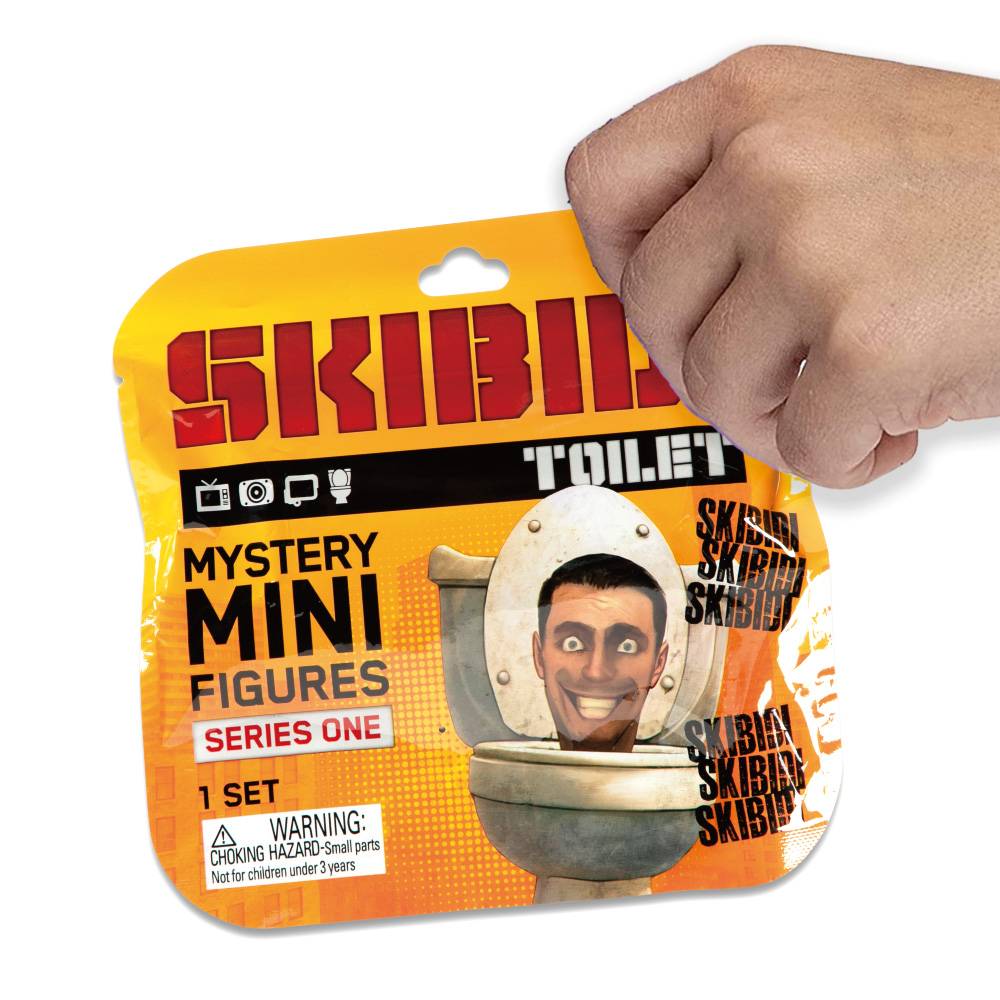 SKIBID
TOILET
MYSTERY
MINI
FIGURES
SERIES ONE
1 SET
WARNING:
CHOKING HAZARD-Small parts
Not for children under 3 years
SKIBIDI
SKIBIDI
SKIBIDI
SKIBIDI
SKIBIDI
SKIBIDI